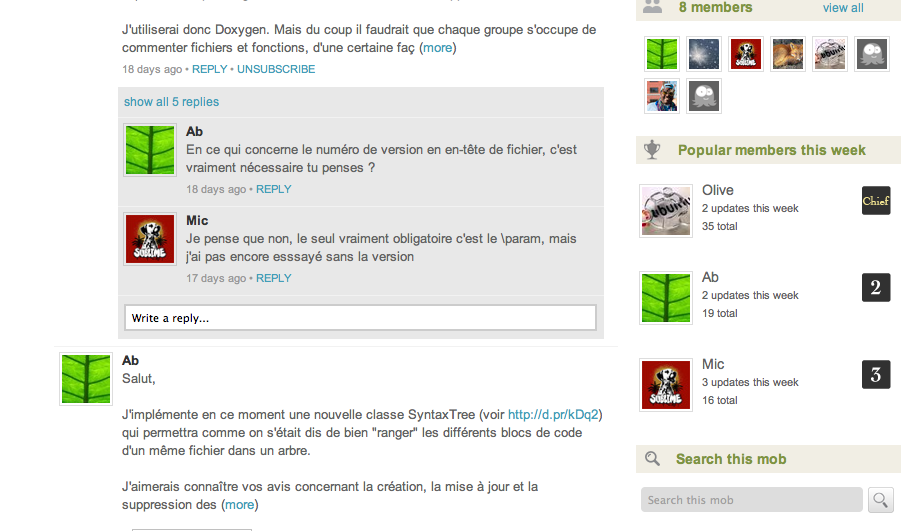 J'utiliserai donc Doxygen. Mais du coup il faudrait que chaque groupe s'occupe de
commenter fichiers et fonctions, d'une certaine faç (more)
18 days ago • REPLY • UNSUBSCRIBE
show all 5 replies
Ab
En ce qui concerne le numéro de version en en-tête de fichier, c'est
vraiment nécessaire tu penses ?
18 days ago • REPLY
Mic
SUBLIME
Je pense que non, le seul vraiment obligatoire c'est le \param, mais
j'ai pas encore esssayé sans la version
17 days ago • REPLY
Write a reply...
Ab
Salut,
J'implémente en ce moment une nouvelle classe SyntaxTree (voir http://d.pr/kDq2)
qui permettra comme on s'était dis de bien "ranger" les différents blocs de code
d'un même fichier dans un arbre.
J'aimerais connaître vos avis concernant la création, la mise à jour et la
suppression des (more)
8 members
view all
Popular members this week
Olive
2 updates this week
35 total
Chief
Ab
2 updates this week
19 total
2
Mic
3 updates this week
16 total
SUBLIME
3
Search this mob
Search this mob